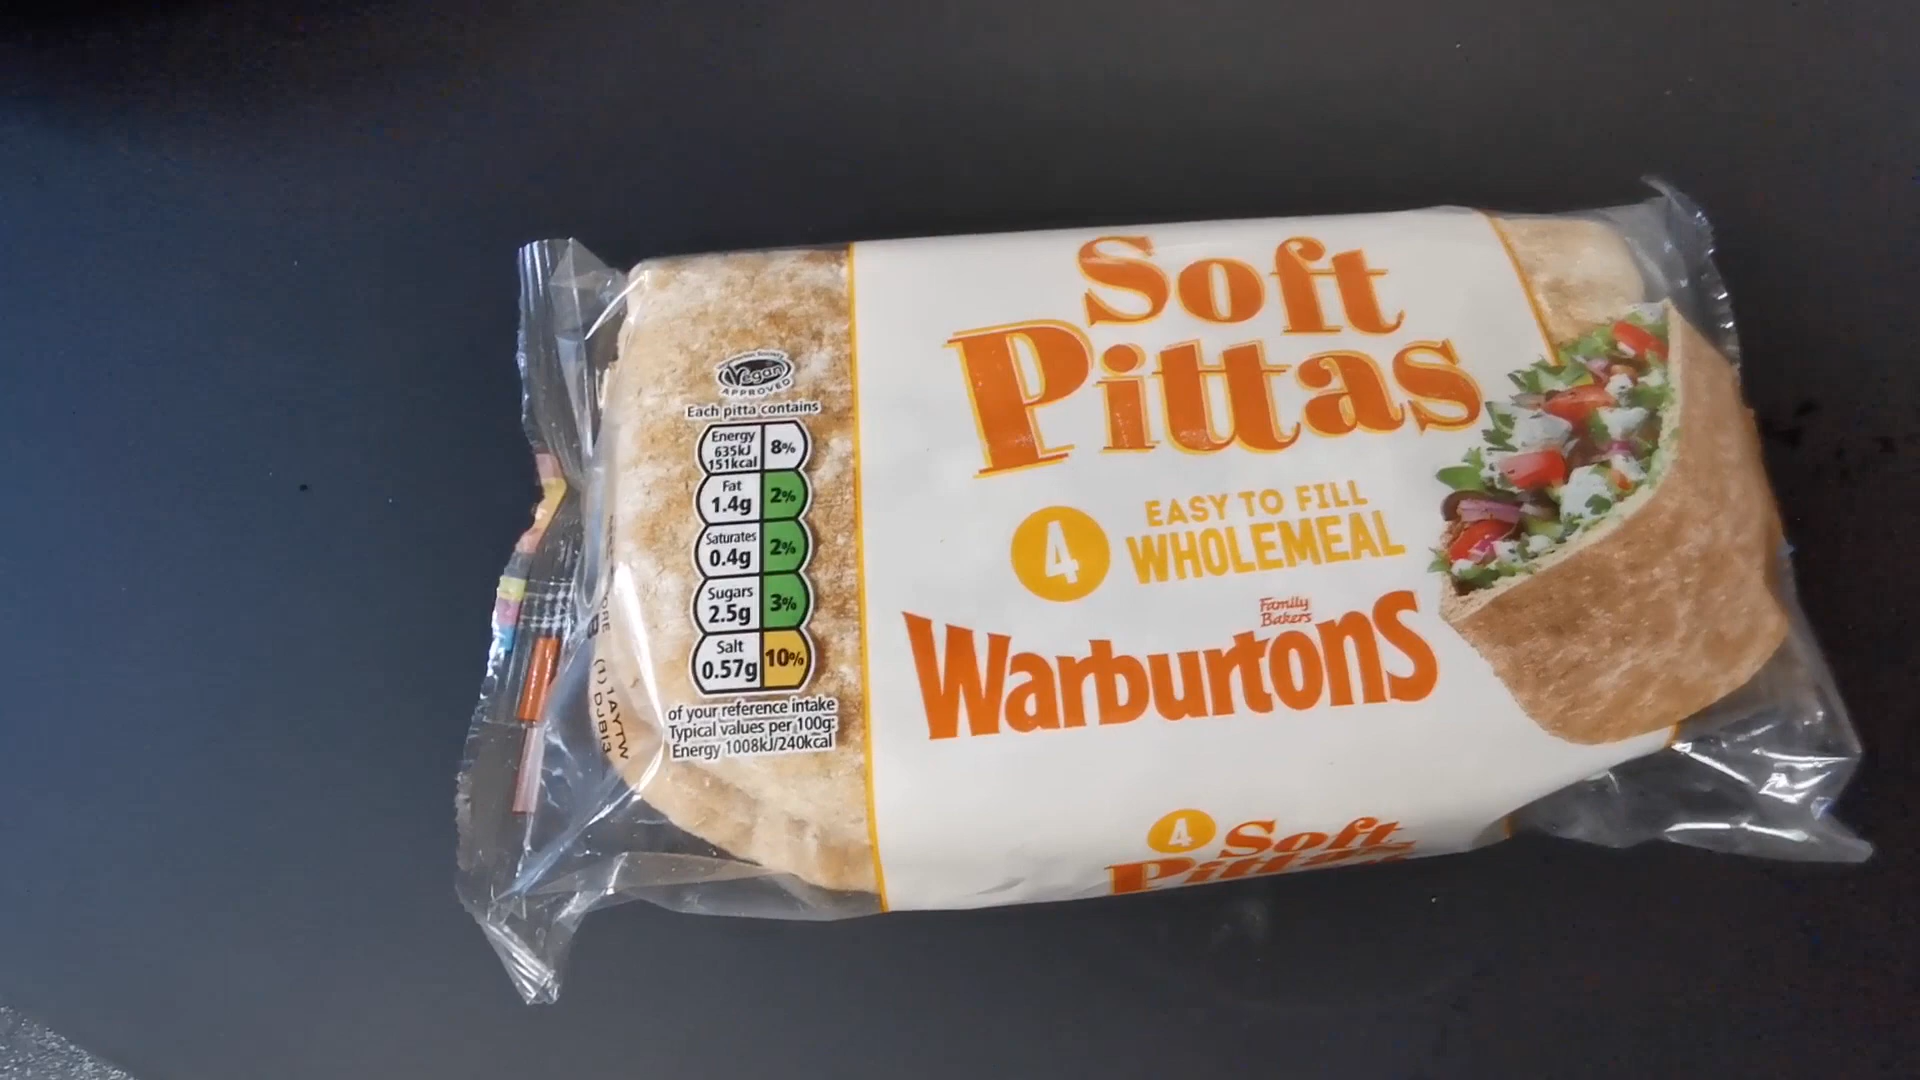 Vegan
APPROVED
Each pitta contains
Energy
635kJ
151kcal
8%
Fat
1.4g
2%
Saturates
0.4g
2%
Sugars
2.5g
3%
Salt
0.57g
10%
of your reference intake
Typical values per 100g:
Energy 1008kJ/240kcal
Soft
Pittas
4
EASY TO FILL
WHOLEMEAL
Family
Bakers
Warburtons
4 Soft
Pittas